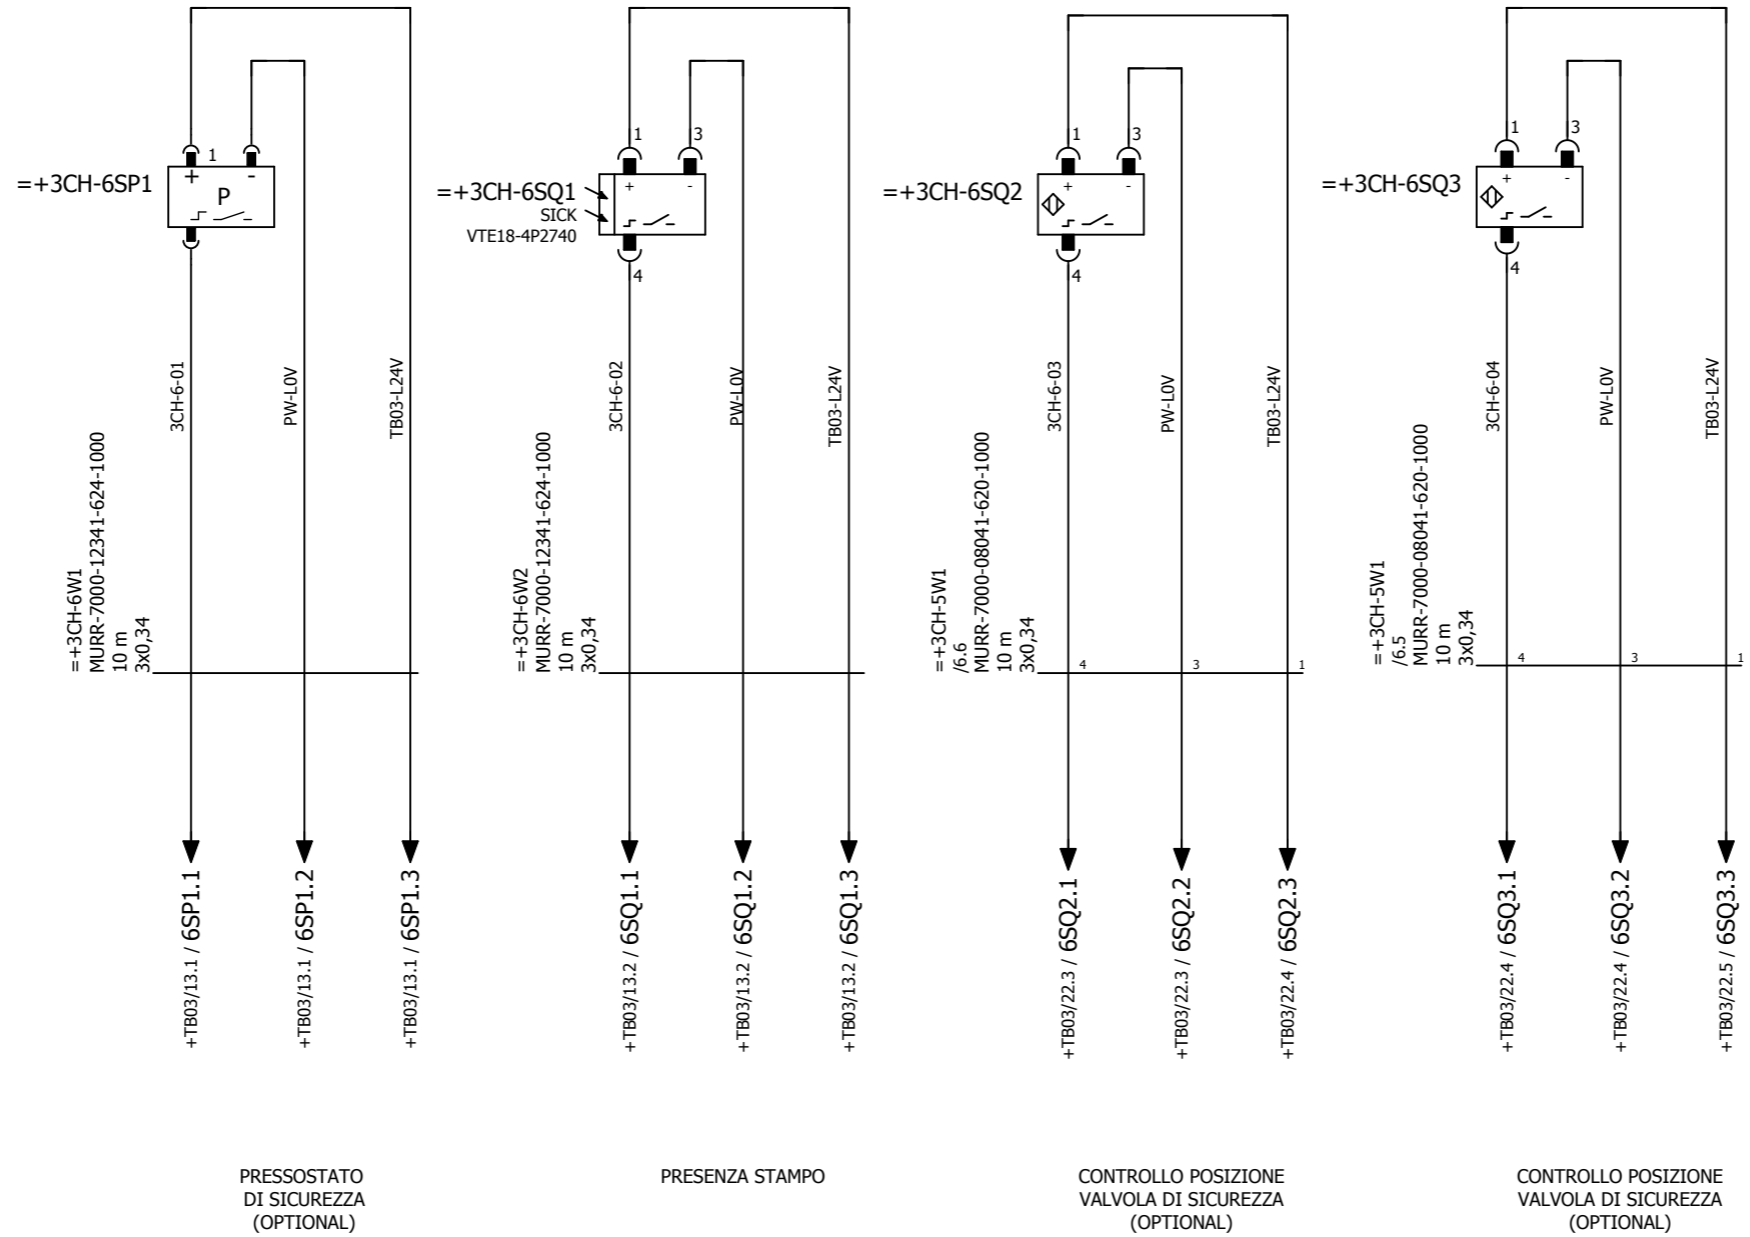 =+3CH-6SP1
1
+
-
P
3CH-6-01
PW-L0V
TB03-L24V
=+3CH-6W1
MURR-7000-12341-624-1000
10 m
3x0,34
+TB03/13.1 / 6SP1.1
+TB03/13.1 / 6SP1.2
+TB03/13.1 / 6SP1.3
PRESSOSTATO
DI SICUREZZA
(OPTIONAL)
=+3CH-6SQ1
SICK
VTE18-4P2740
1
3
+
-
4
3CH-6-02
PW-L0V
TB03-L24V
=+3CH-6W2
MURR-7000-12341-624-1000
10 m
3x0,34
+TB03/13.2 / 6SQ1.1
+TB03/13.2 / 6SQ1.2
+TB03/13.2 / 6SQ1.3
PRESENZA STAMPO
=+3CH-6SQ2
1
3
+
-
4
3CH-6-03
PW-L0V
TB03-L24V
=+3CH-5W1
/6.6
MURR-7000-08041-620-1000
10 m
3x0,34
4
3
1
+TB03/22.3 / 6SQ2.1
+TB03/22.3 / 6SQ2.2
+TB03/22.4 / 6SQ2.3
CONTROLLO POSIZIONE
VALVOLA DI SICUREZZA
(OPTIONAL)
=+3CH-6SQ3
1
3
+
-
4
3CH-6-04
PW-L0V
TB03-L24V
=+3CH-5W1
/6.5
MURR-7000-08041-620-1000
10 m
3x0,34
4
3
1
+TB03/22.4 / 6SQ3.1
+TB03/22.4 / 6SQ3.2
+TB03/22.5 / 6SQ3.3
CONTROLLO POSIZIONE
VALVOLA DI SICUREZZA
(OPTIONAL)